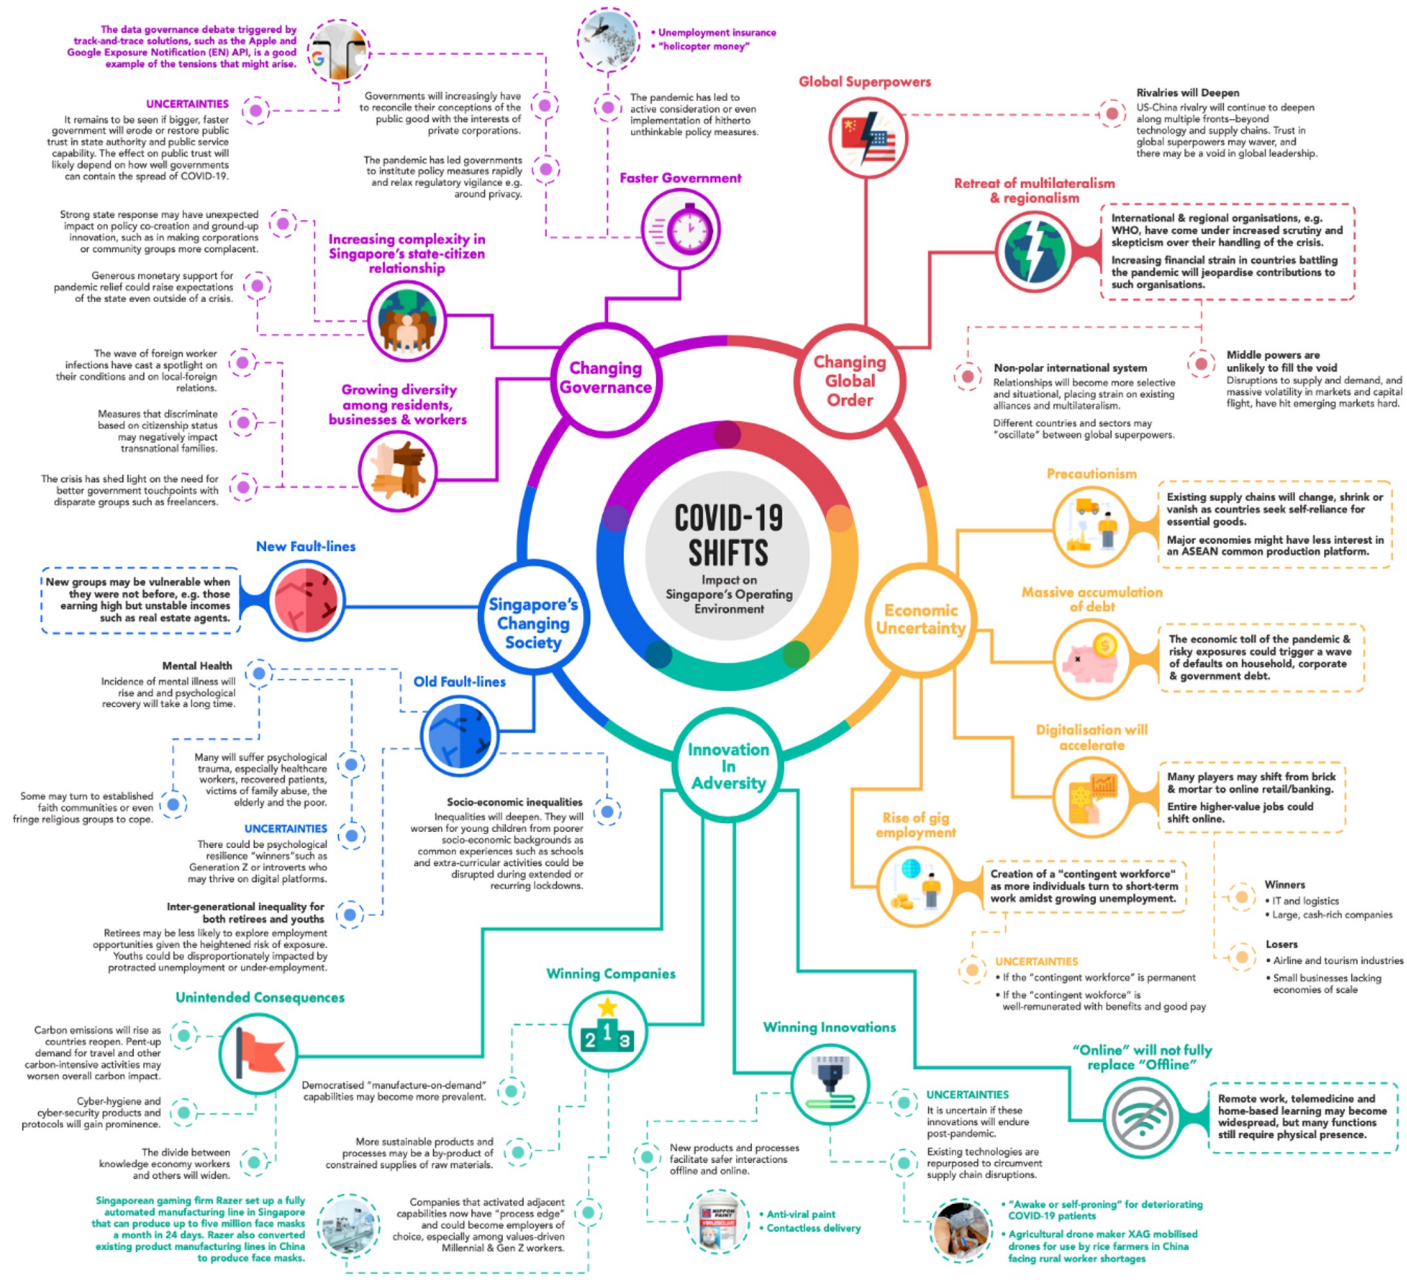 COVID-19
SHIFTS
Impact on
Singapore's Operating
Environment
Changing
Governance
Faster Government
• Unemployment insurance
• "helicopter money"
The pandemic has led to
active consideration or even
implementation of hitherto
unthinkable policy measures.
The data governance debate triggered by
track-and-trace solutions, such as the Apple and
Google Exposure Notification (EN) API, is a good
example of the tensions that might arise.
G
Governments will increasingly have
to reconcile their conceptions of the
public good with the interests of
private corporations.
The pandemic has led governments
to institute policy measures rapidly
and relax regulatory vigilance e.g.
around privacy.
UNCERTAINTIES
It remains to be seen if bigger, faster
government will erode or restore public
trust in state authority and public service
capability. The effect on public trust will
likely depend on how well governments
can contain the spread of COVID-19.
Increasing complexity in
Singapore's state-citizen
relationship
Strong state response may have unexpected
impact on policy co-creation and ground-up
innovation, such as in making corporations
or community groups more complacent.
Generous monetary support for
pandemic relief could raise expectations
of the state even outside of a crisis.
Growing diversity
among residents,
businesses & workers
The wave of foreign worker
infections have cast a spotlight on
their conditions and on local-foreign
relations.
Measures that discriminate
based on citizenship status
may negatively impact
transnational families.
The crisis has shed light on the need for
better government touchpoints with
disparate groups such as freelancers.
Changing
Global
Order
Global Superpowers
Rivalries will Deepen
US-China rivalry will continue to deepen
along multiple fronts–beyond
technology and supply chains. Trust in
global superpowers may waver, and
there may be a void in global leadership.
Retreat of multilateralism
& regionalism
International & regional organisations, e.g.
WHO, have come under increased scrutiny and
skepticism over their handling of the crisis.
Increasing financial strain in countries battling
the pandemic will jeopardise contributions to
such organisations.
Non-polar international system
Relationships will become more selective
and situational, placing strain on existing
alliances and multilateralism.
Different countries and sectors may
"oscillate" between global superpowers.
Middle powers are
unlikely to fill the void
Disruptions to supply and demand, and
massive volatility in markets and capital
flight, have hit emerging markets hard.
Economic
Uncertainty
Precautionism
Existing supply chains will change, shrink or
vanish as countries seek self-reliance for
essential goods.
Major economies might have less interest in
an ASEAN common production platform.
Massive accumulation
of debt
The economic toll of the pandemic &
risky exposures could trigger a wave
of defaults on household, corporate
& government debt.
Digitalisation will
accelerate
Many players may shift from brick
& mortar to online retail/banking.
Entire higher-value jobs could
shift online.
Winners
• IT and logistics
• Large, cash-rich companies
Losers
• Airline and tourism industries
• Small businesses lacking
economies of scale
Rise of gig
employment
Creation of a "contingent workforce"
as more individuals turn to short-term
work amidst growing unemployment.
UNCERTAINTIES
• If the "contingent workforce" is permanent
• If the "contingent wokforce" is
well-remunerated with benefits and good pay
Singapore's
Changing
Society
New Fault-lines
New groups may be vulnerable when
they were not before, e.g. those
earning high but unstable incomes
such as real estate agents.
Old Fault-lines
Mental Health
Incidence of mental illness will
rise and and psychological
recovery will take a long time.
Some may turn to established
faith communities or even
fringe religious groups to cope.
Many will suffer psychological
trauma, especially healthcare
workers, recovered patients,
victims of family abuse, the
elderly and the poor.
UNCERTAINTIES
There could be psychological
resilience "winners"such as
Generation Z or introverts who
may thrive on digital platforms.
Inter-generational inequality for
both retirees and youths
Retirees may be less likely to explore employment
opportunities given the heightened risk of exposure.
Youths could be disproportionately impacted by
protracted unemployment or under-employment.
Socio-economic inequalities
Inequalities will deepen. They will
worsen for young children from poorer
socio-economic backgrounds as
common experiences such as schools
and extra-curricular activities could be
disrupted during extended or
recurring lockdowns.
Innovation
In
Adversity
Unintended Consequences
Carbon emissions will rise as
countries reopen. Pent-up
demand for travel and other
carbon-intensive activities may
worsen overall carbon impact.
Cyber-hygiene and
cyber-security products and
protocols will gain prominence.
The divide between
knowledge economy workers
and others will widen.
Winning Companies
2 1 3
Democratised "manufacture-on-demand"
capabilities may become more prevalent.
More sustainable products and
processes may be a by-product of
constrained supplies of raw materials.
Companies that activated adjacent
capabilities now have "process edge"
and could become employers of
choice, especially among values-driven
Millennial & Gen Z workers.
Singaporean gaming firm Razer set up a fully
automated manufacturing line in Singapore
that can produce up to five million face masks
a month in 24 days. Razer also converted
existing product manufacturing lines in China
to produce face masks.
Winning Innovations
New products and processes
facilitate safer interactions
offline and online.
NIPPON
PAINT
• Anti-viral paint
• Contactless delivery
UNCERTAINTIES
It is uncertain if these
innovations will endure
post-pandemic.
Existing technologies are
repurposed to circumvent
supply chain disruptions.
• "Awake or self-proning" for deteriorating
COVID-19 patients
• Agricultural drone maker XAG mobilised
drones for use by rice farmers in China
facing rural worker shortages
"Online" will not fully
replace "Offline"
Remote work, telemedicine and
home-based learning may become
widespread, but many functions
still require physical presence.